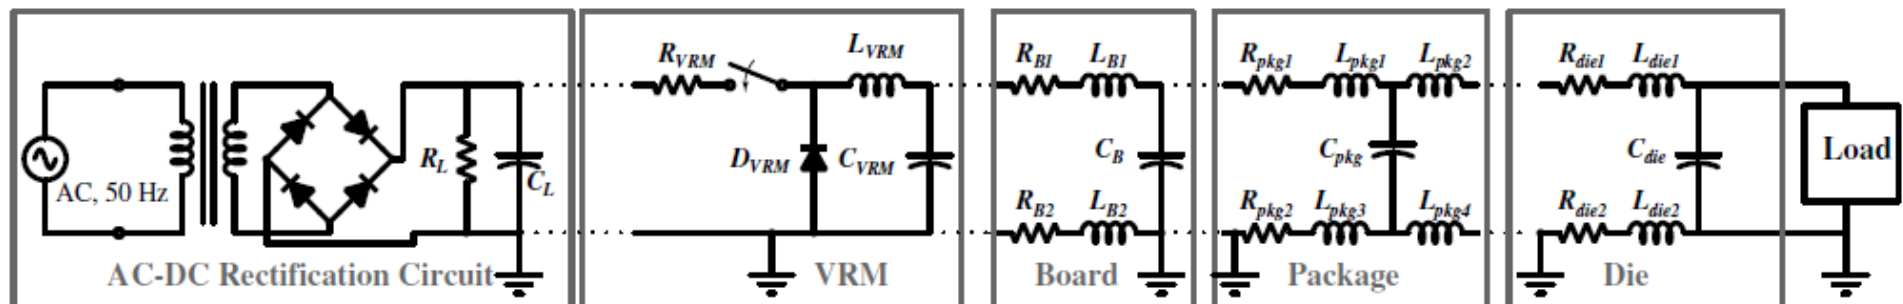 AC, 50 Hz
R_L
C_L
AC-DC Rectification Circuit
R_VRM
L_VRM
D_VRM
C_VRM
VRM
R_B1
L_B1
C_B
R_B2
L_B2
Board
R_pkg1
L_pkg1
L_pkg2
C_pkg
R_pkg2
L_pkg3
L_pkg4
Package
R_die1
L_die1
C_die
R_die2
L_die2
Die
Load